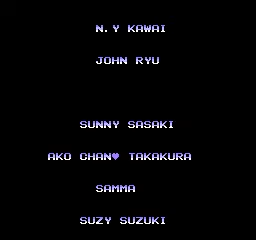 N.Y KAWAI
JOHN RYU
SUNNY SASAKI
AKO CHAN♥ TAKAKURA
SAMMA
SUZY SUZUKI